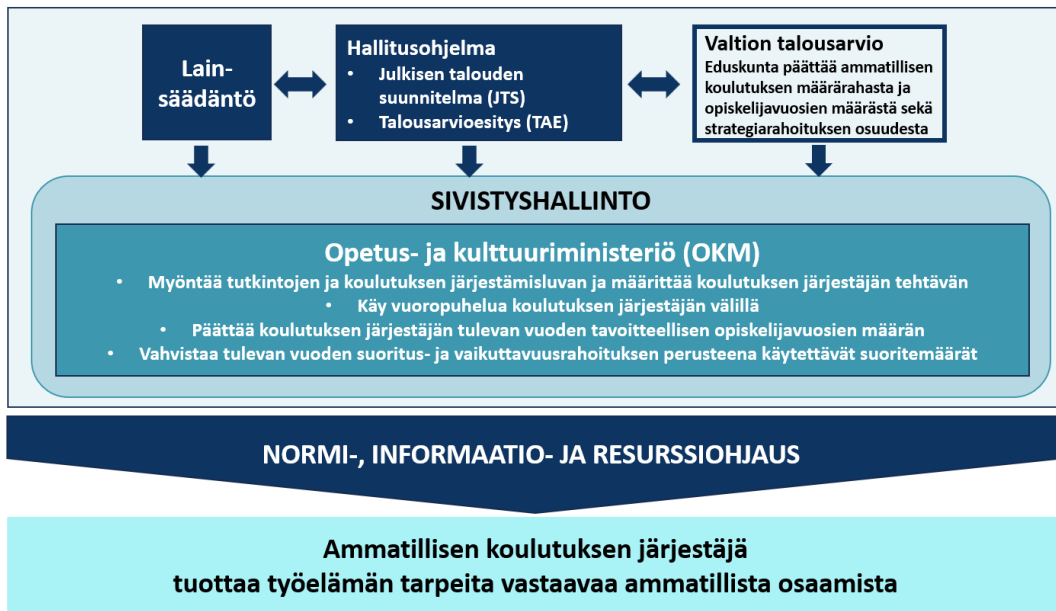 Lain-
säädäntö
Hallitusohjelma
• Julkisen talouden
suunnitelma (JTS)
• Talousarvioesitys (TAE)
Valtion talousarvio
Eduskunta päättää ammatillisen
koulutuksen määrärahasta ja
opiskelijavuosien määrästä sekä
strategiarahoituksen osuudesta
SIVISTYSHALLINTO
Opetus- ja kulttuuriministeriö (OKM)
• Myöntää tutkintojen ja koulutuksen järjestämisluvan ja määrittää koulutuksen järjestäjän tehtävän
• Käy vuoropuhelua koulutuksen järjestäjän välillä
• Päättää koulutuksen järjestäjän tulevan vuoden tavoitteellisen opiskelijavuosien määrän
• Vahvistaa tulevan vuoden suoritus- ja vaikuttavuusrahoituksen perusteena käytettävät suoritemäärät
NORMI-, INFORMAATIO- JA RESURSSIOHJAUS
Ammatillisen koulutuksen järjestäjä
tuottaa työelämän tarpeita vastaavaa ammatillista osaamista